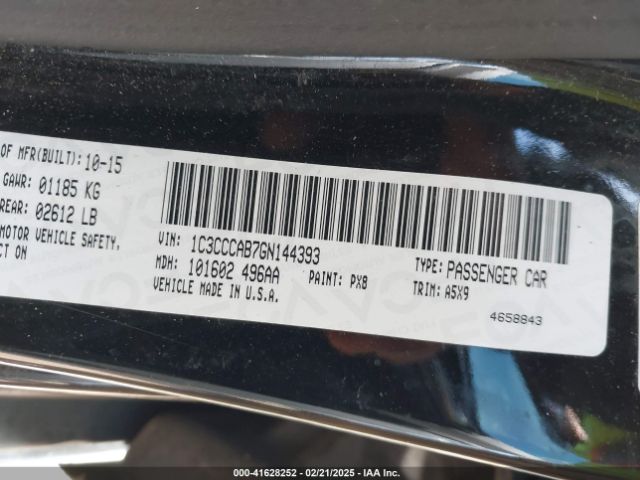 OF MFR(BUILT): 10-15
GAWR: 01185 KG
REAR: 02612 LB
MOTOR VEHICLE SAFETY,
CT ON
VIN: 1C3CCCAB7GN144393
MDH: 101602 496AA PAINT: PX8
VEHICLE MADE IN U.S.A.
TYPE: PASSENGER CAR
TRIM: A5X9
4658843
000-41628252 - 02/21/2025 - IAA Inc.